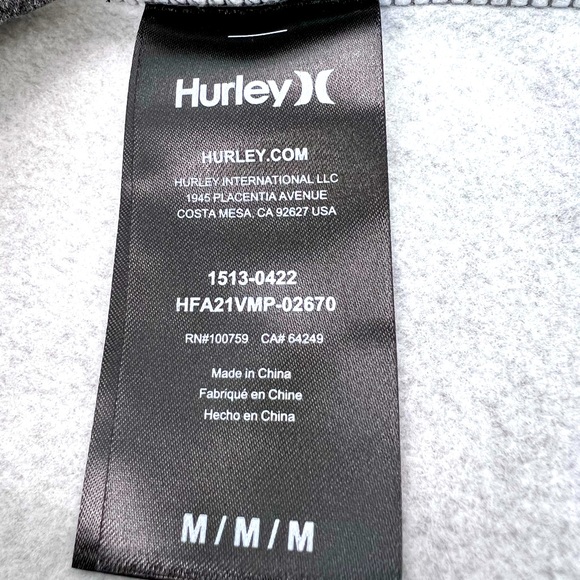 Hurley
HURLEY.COM
HURLEY INTERNATIONAL LLC
1945 PLACENTIA AVENUE
COSTA MESA, CA 92627 USA
1513-0422
HFA21VMP-02670
RN#100759 CA# 64249
Made in China
Fabriqué en Chine
Hecho en China
M / M / M